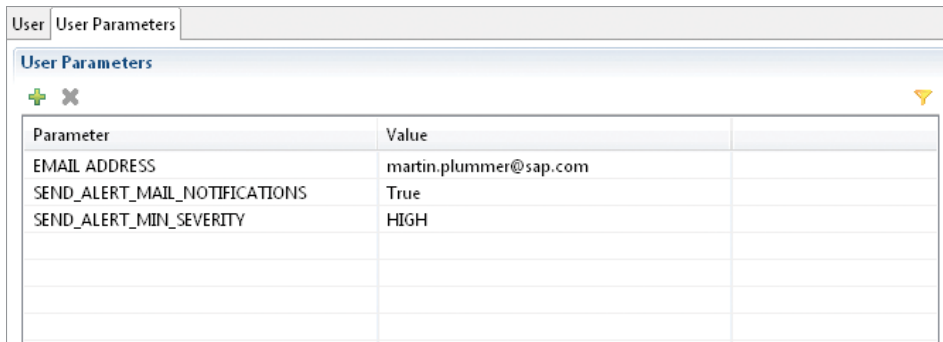 User User Parameters
User Parameters
Parameter Value
EMAIL ADDRESS martin.plummer@sap.com
SEND_ALERT_MAIL_NOTIFICATIONS True
SEND_ALERT_MIN_SEVERITY HIGH